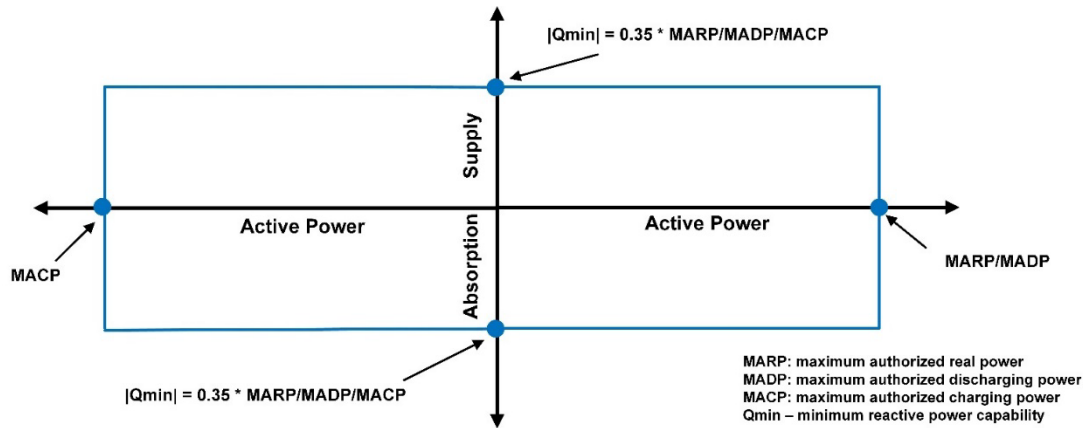 |Qmin| = 0.35 * MARP/MADP/MACP
Supply
Active Power
Active Power
MACP
Absorption
MARP/MADP
|Qmin| = 0.35 * MARP/MADP/MACP
MARP: maximum authorized real power
MADP: maximum authorized discharging power
MACP: maximum authorized charging power
Qmin – minimum reactive power capability